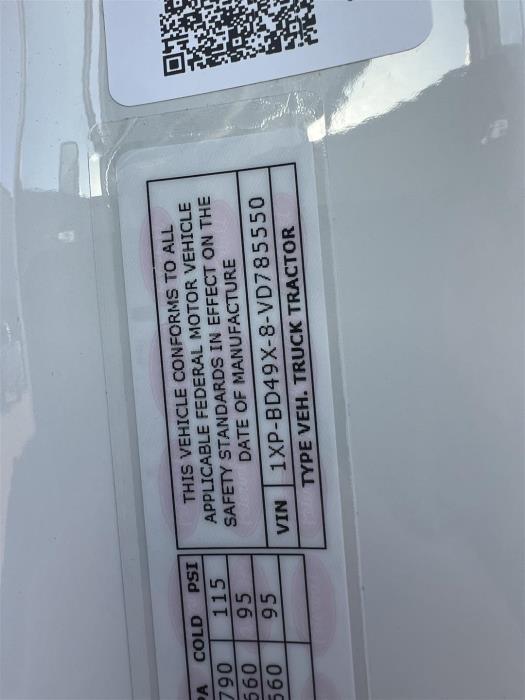 THIS VEHICLE CONFORMS TO ALL
APPLICABLE FEDERAL MOTOR VEHICLE
SAFETY STANDARDS IN EFFECT ON THE
DATE OF MANUFACTURE
VIN 1XP-BD49X-8-VD785550
TYPE VEH. TRUCK TRACTOR
COLD PSI
790 115
660 95
560 95